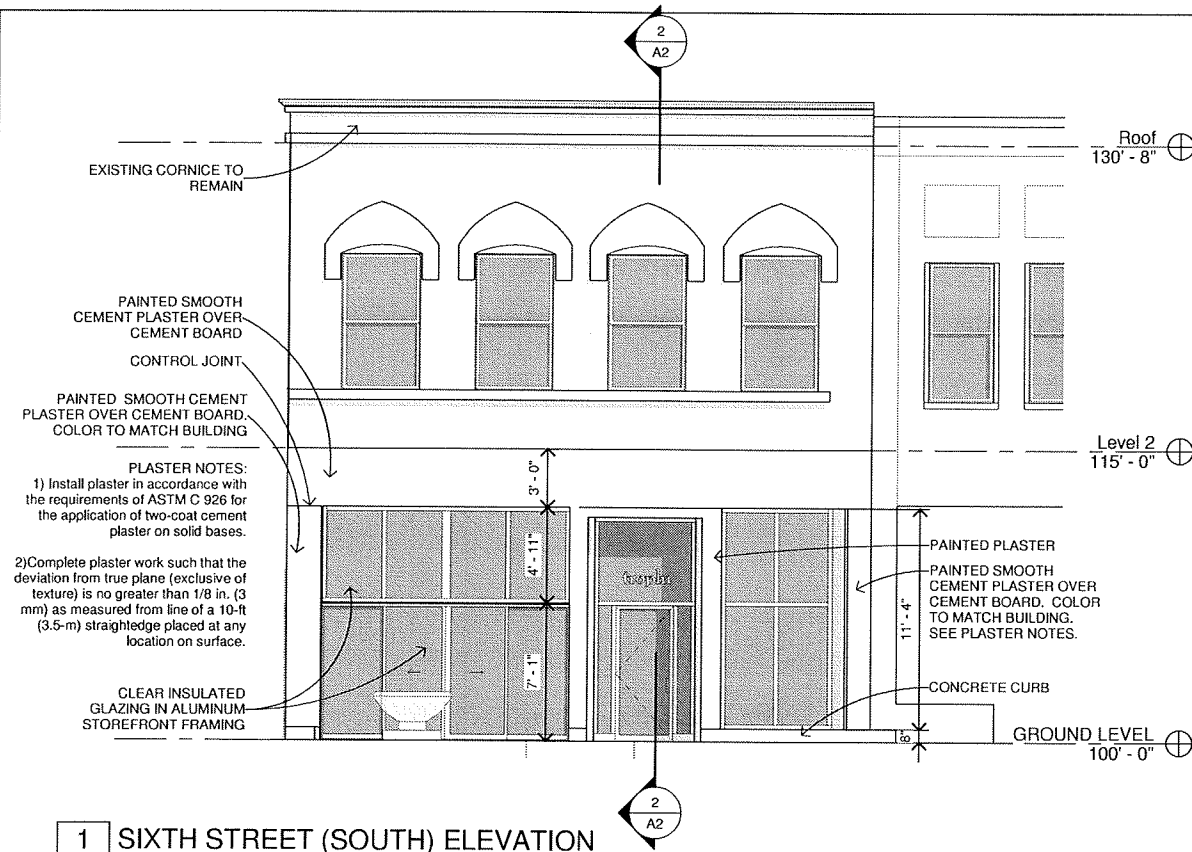 2
A2
Roof
130' - 8"
EXISTING CORNICE TO
REMAIN
PAINTED SMOOTH
CEMENT PLASTER OVER
CEMENT BOARD
CONTROL JOINT
PAINTED SMOOTH CEMENT
PLASTER OVER CEMENT BOARD.
COLOR TO MATCH BUILDING
Level 2
115' - 0"
PLASTER NOTES:
1) Install plaster in accordance with
the requirements of ASTM C 926 for
the application of two-coat cement
plaster on solid bases.
2)Complete plaster work such that the
deviation from true plane (exclusive of
texture) is no greater than 1/8 in. (3
mm) as measured from line of a 10-ft
(3.5-m) straightedge placed at any
location on surface.
CLEAR INSULATED
GLAZING IN ALUMINUM
STOREFRONT FRAMING
3' - 0"
4' - 11"
7' - 1"
PAINTED PLASTER
PAINTED SMOOTH
CEMENT PLASTER OVER
CEMENT BOARD. COLOR
TO MATCH BUILDING.
SEE PLASTER NOTES.
11' - 4"
CONCRETE CURB
8"
GROUND LEVEL
100' - 0"
2
A2
1 SIXTH STREET (SOUTH) ELEVATION